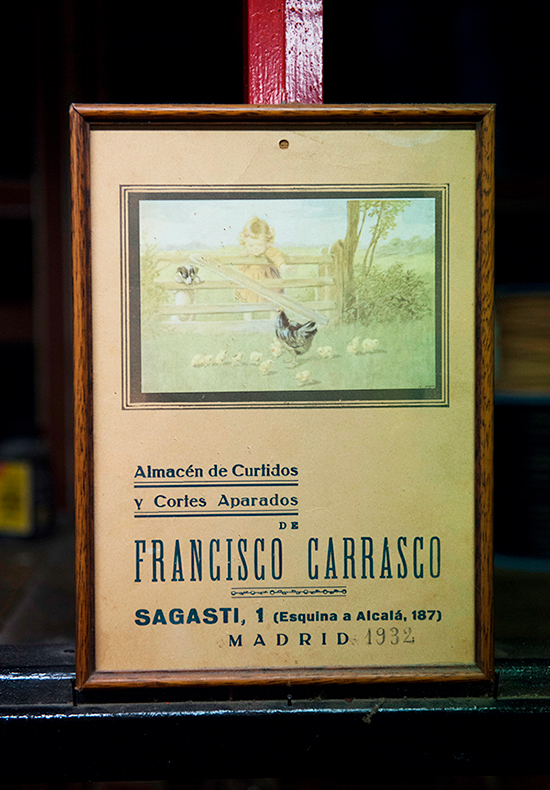 Almacén de Curtidos
y Cortes Aparados
DE
FRANCISCO CARRASCO
SAGASTI, 1 (Esquina a Alcalá, 187)
MADRID 1932